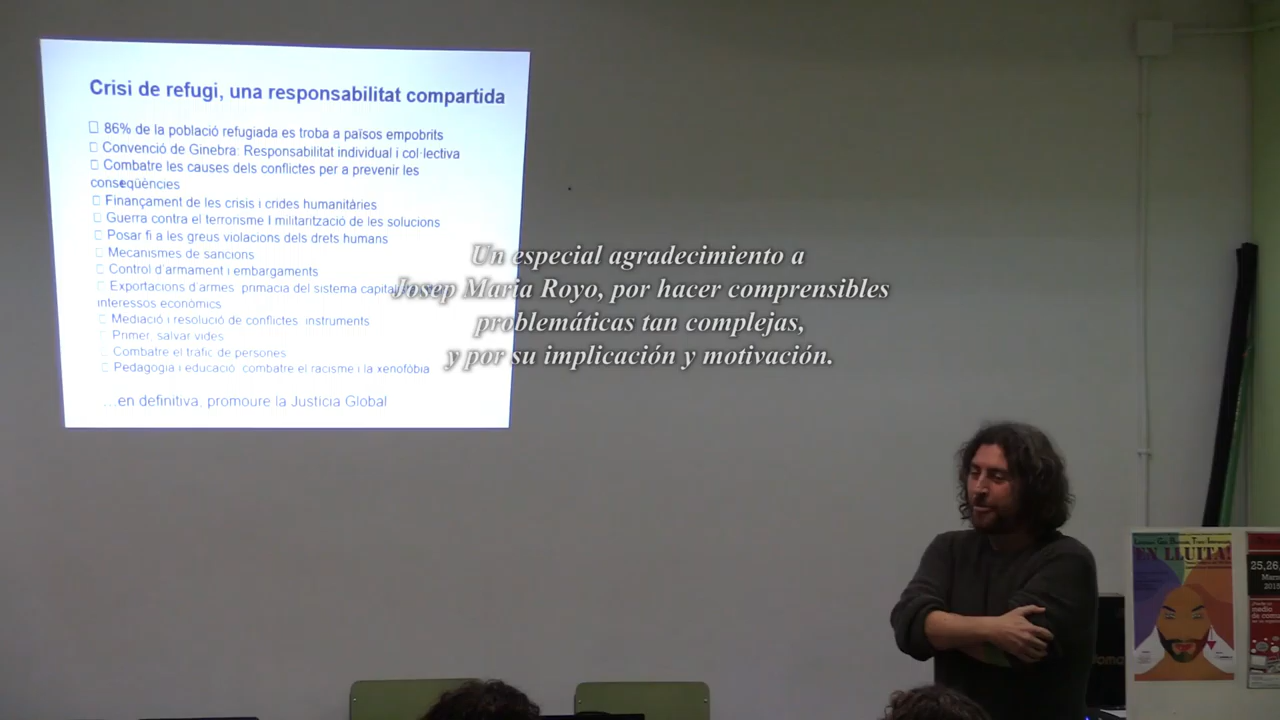 Crisi de refugi, una responsabilitat compartida
86% de la població refugiada es troba a països empobrits
Convenció de Ginebra: Responsabilitat individual i col·lectiva
Combatre les causes dels conflictes per a prevenir les
conseqüències
Finançament de les crisis i crides humanitàries
Guerra contra el terrorisme I militarització de les solucions
Posar fi a les greus violacions dels drets humans
Mecanismes de sancions
Control d'armament i embargaments
Exportacions d'armes primacia del sistema
interessos econòmics
Mediació i resolució de conflictes instruments
Primer, salvar vides
Combatre el tràfic de persones
Pedagogia i educació combatre el racisme i la xenofòbia
...en definitiva, promoure la Justícia Global
Un especial agradecimiento a
Josep Maria Royo, por hacer comprensibles
problemáticas tan complejas,
y por su implicación y motivación.
EN LLUITA!
25,26,